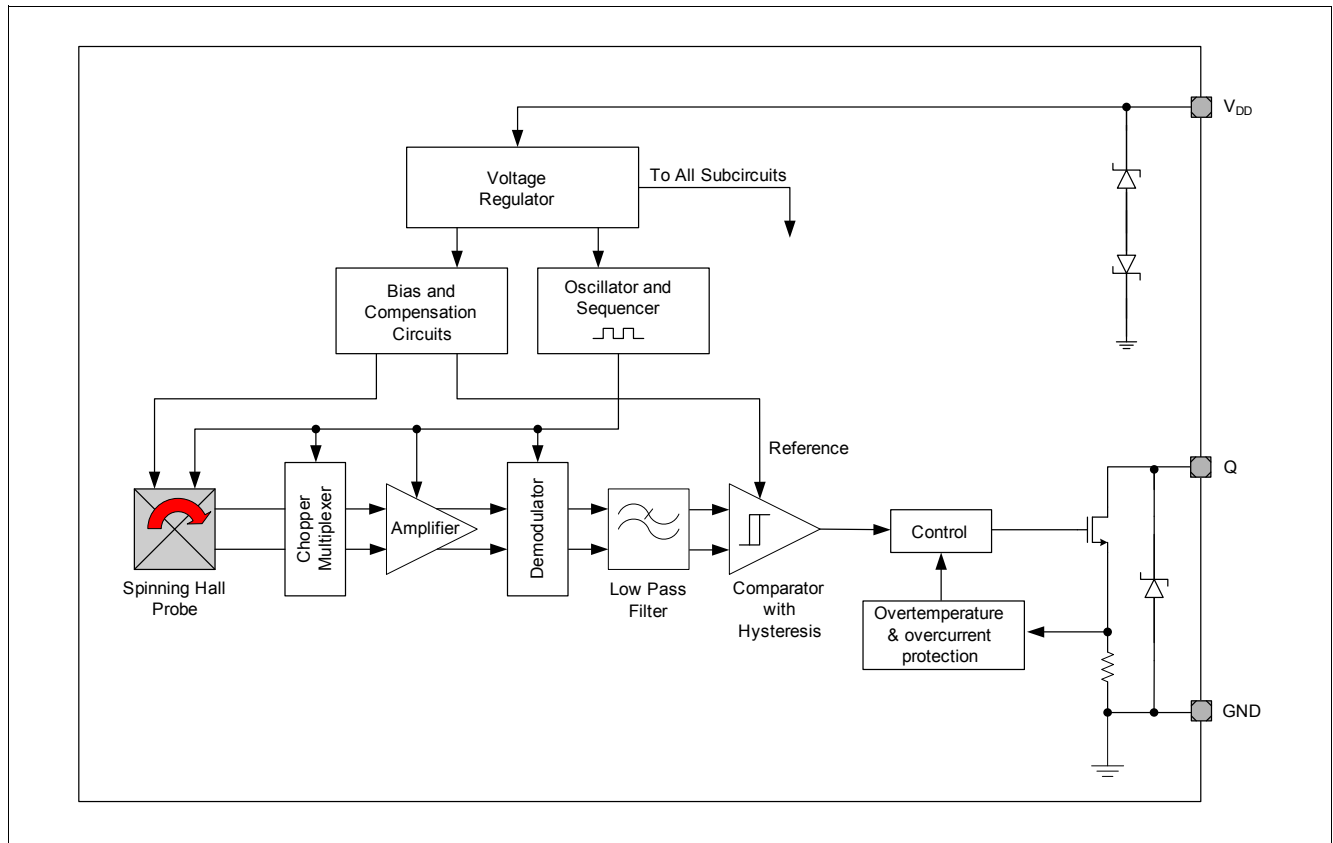 V_DD
Voltage
Regulator
To All Subcircuits
Bias and
Compensation
Circuits
Oscillator and
Sequencer
Reference
Q
Chopper
Multiplexer
Amplifier
Demodulator
Control
Spinning Hall
Probe
Low Pass
Filter
Comparator
with
Hysteresis
Overtemperature
& overcurrent
protection
GND